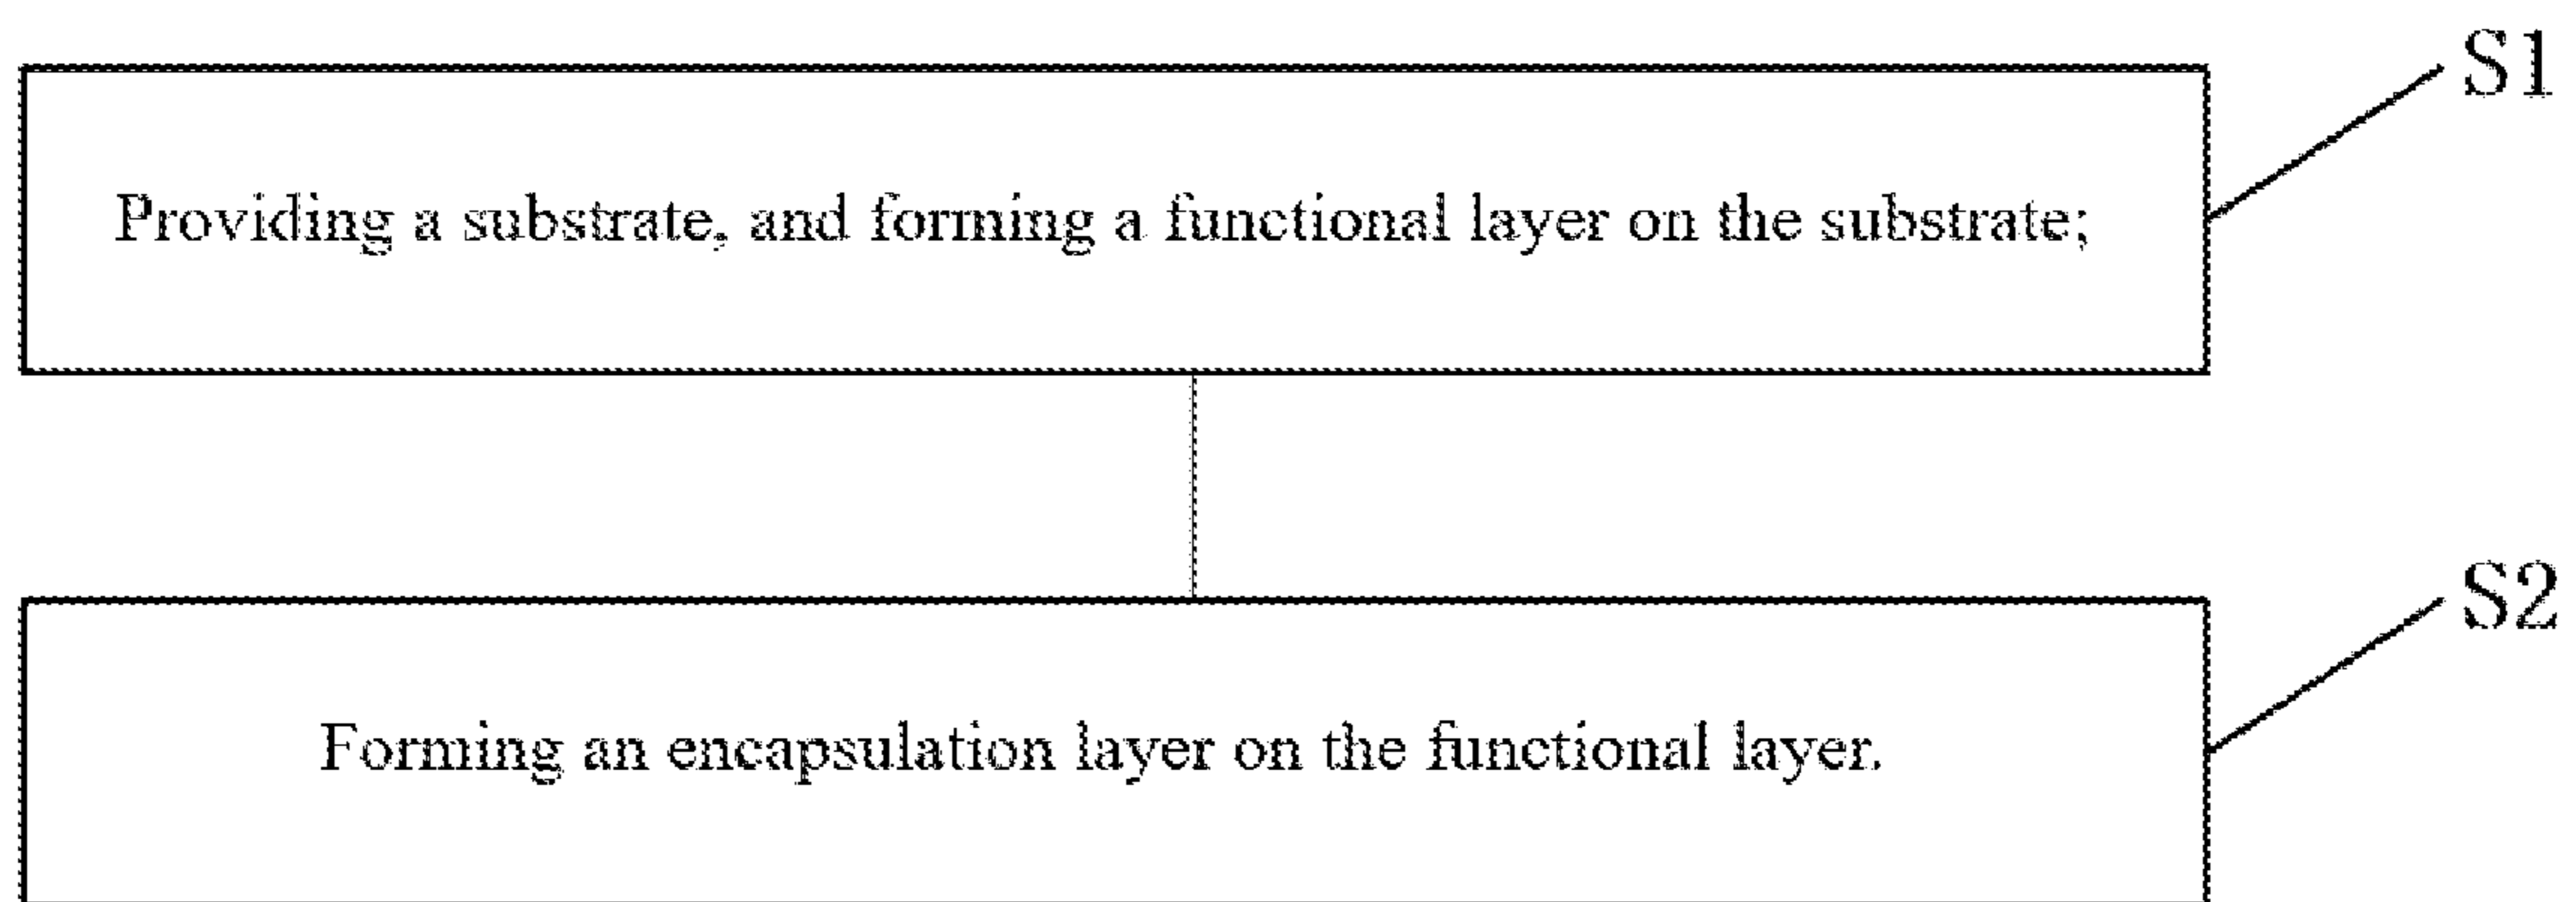 S1
Providing a substrate, and forming a functional layer on the substrate;
S2
Forming an encapsulation layer on the functional layer.